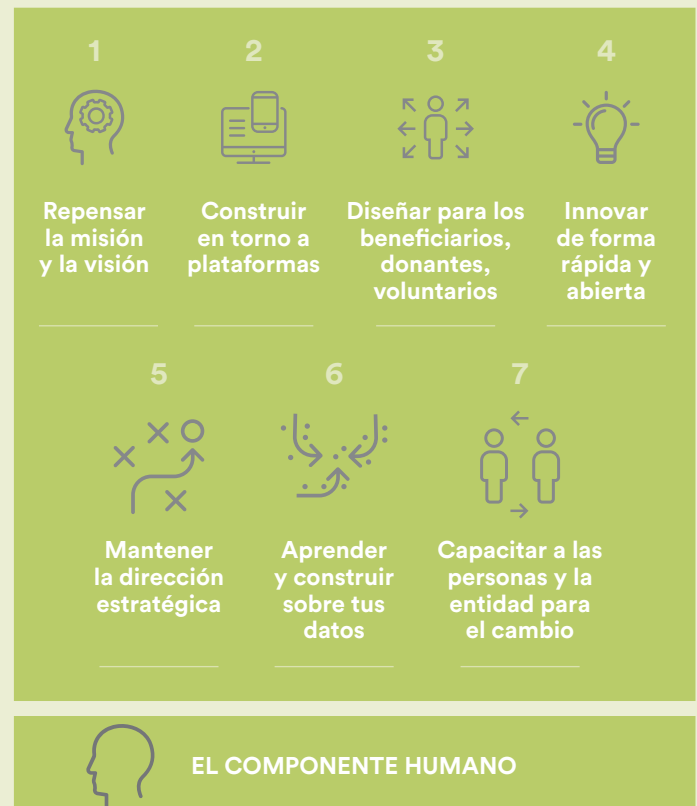 1
Repensar
la misión
y la visión
2
Construir
en torno a
plataformas
3
Diseñar para los
beneficiarios,
donantes,
voluntarios
4
Innovar
de forma
rápida y
abierta
5
Mantener
la dirección
estratégica
6
Aprender
y construir
sobre tus
datos
7
Capacitar a las
personas y la
entidad para
el cambio
EL COMPONENTE HUMANO